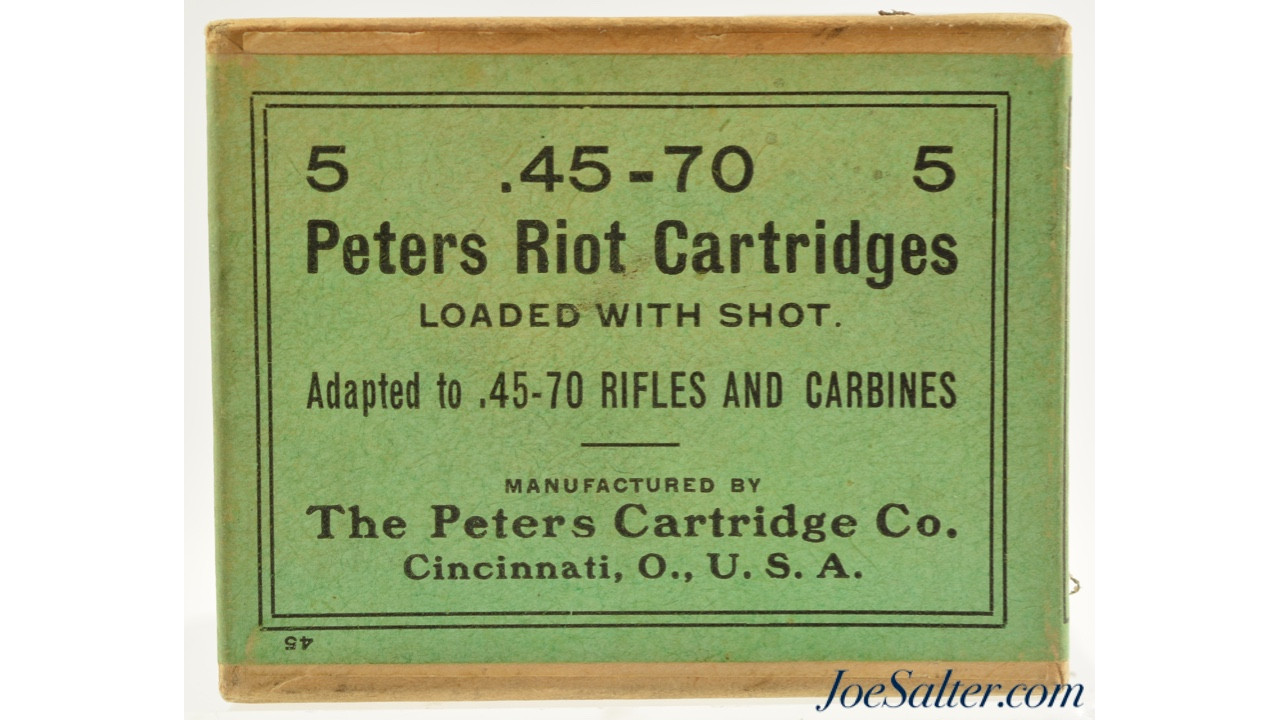 5 .45-70 5
Peters Riot Cartridges
LOADED WITH SHOT.
Adapted to .45-70 RIFLES AND CARBINES
MANUFACTURED BY
The Peters Cartridge Co.
Cincinnati, O., U. S. A.
45
JoeSalter.com